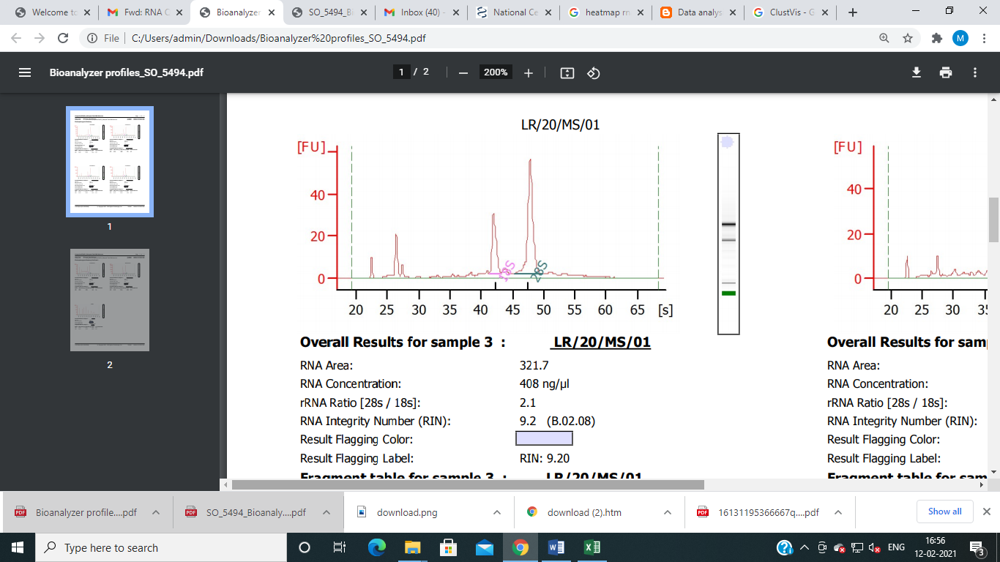 Welcome to
Fwd: RNA C
Bioanalyzer
SO_5494_Bi
Inbox (40) -
National Ce
heatmap rn
Data analys
ClustVis - G
File
C:/Users/admin/Downloads/Bioanalyzer%20profiles_SO_5494.pdf
M
Bioanalyzer profiles_SO_5494.pdf
1 / 2
200%
1
2
LR/20/MS/01
[FU]
40
20
0
18S
28S
20 25 30 35 40 45 50 55 60 65 [s]
Overall Results for sample 3 : LR/20/MS/01
RNA Area: 321.7
RNA Concentration: 408 ng/µl
rRNA Ratio [28s / 18s]: 2.1
RNA Integrity Number (RIN): 9.2 (B.02.08)
Result Flagging Color:
Result Flagging Label: RIN: 9.20
Fragment table for sample 3 : LR/20/MS/01
[FU]
40
20
0
20 25 30 35
Overall Results for sam
RNA Area:
RNA Concentration:
rRNA Ratio [28s / 18s]:
RNA Integrity Number (RIN):
Result Flagging Color:
Result Flagging Label:
Fragment table for sam
PDF Bioanalyzer profile....pdf
PDF SO_5494_Bioanaly....pdf
download.png
download (2).htm
PDF 16131195366667q....pdf
Show all
Type here to search
ENG
16:56
12-02-2021
3